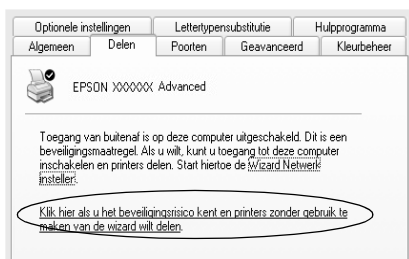 Optionele instellingen Lettertypensubstitutie Hulpprogramma
Algemeen Delen Poorten Geavanceerd Kleurbeheer
EPSON XXXXXX Advanced
Toegang van buitenaf is op deze computer uitgeschakeld. Dit is een
beveiligingsmaatregel. Als u wilt, kunt u toegang tot deze computer
inschakelen en printers delen. Start hiertoe de Wizard Netwerk
instellen.
Klik hier als u het beveiligingsrisico kent en printers zonder gebruik te
maken van de wizard wilt delen.